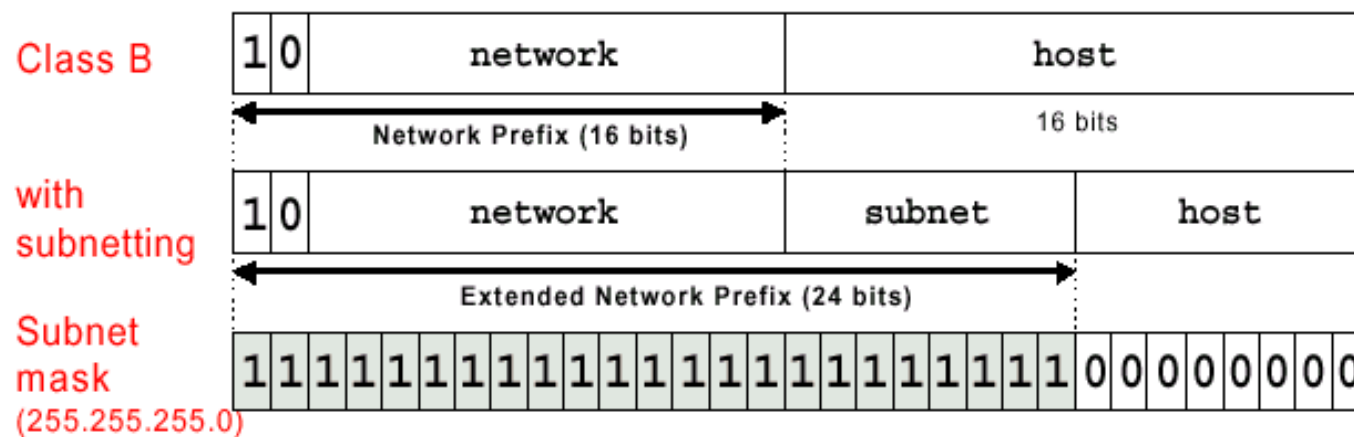 Class B
1 0 network host
Network Prefix (16 bits)
16 bits
with
subnetting
1 0 network subnet host
Extended Network Prefix (24 bits)
Subnet
mask
(255.255.255.0)
1 1 1 1 1 1 1 1 1 1 1 1 1 1 1 1 1 1 1 1 1 1 1 0 0 0 0 0 0 0 0